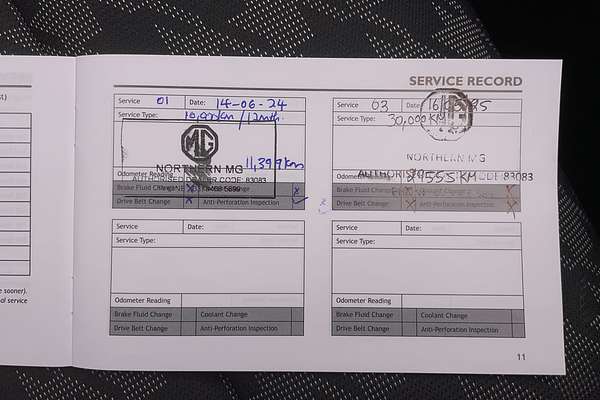 SERVICE RECORD
Service 01 Date: 14-06-24
Service Type: 10,000km / 12mth.
MG
11,399km
NORTHERN MG
Odometer Reading
AUTHORISED DEALER CODE: 83083
Brake Fluid Change x Coolant Change x
Drive Belt Change x Anti-Perforation Inspection ✓
Service 03 Date:
Service Type: 30,000KM
NORTHERN MG
Odometer Reading 29555 KM
83083
Brake Fluid Change x Coolant Change x
Drive Belt Change x Anti-Perforation Inspection x
Service Date:
Service Type:
Odometer Reading
Brake Fluid Change Coolant Change
Drive Belt Change Anti-Perforation Inspection
Service Date:
Service Type:
Odometer Reading
Brake Fluid Change Coolant Change
Drive Belt Change Anti-Perforation Inspection
11
sooner).
service